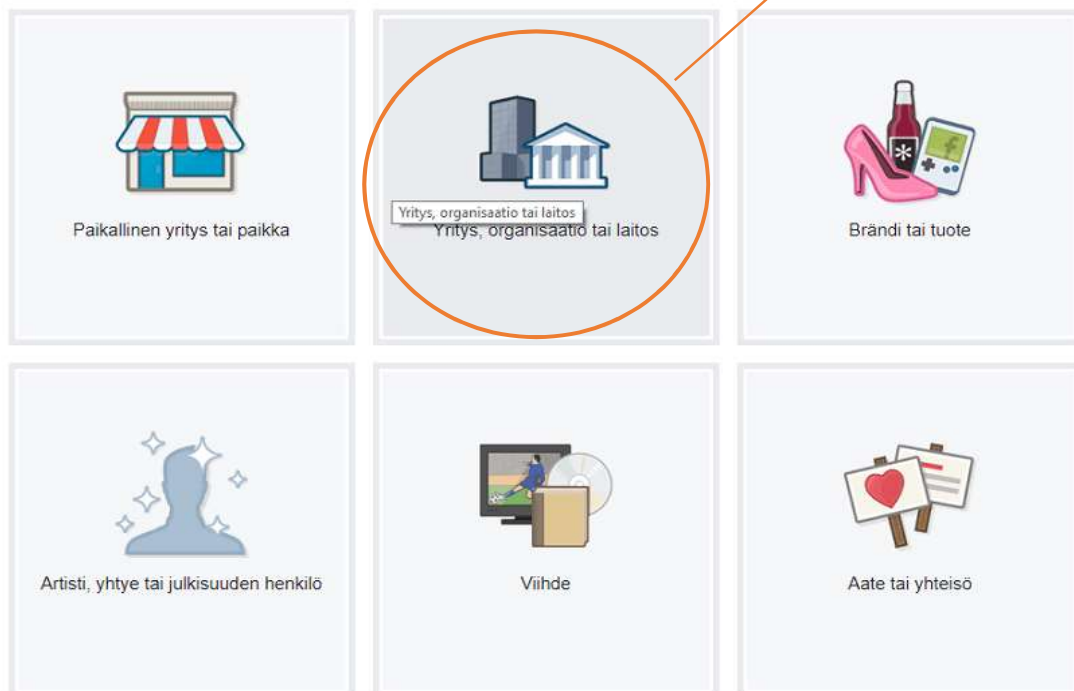 Paikallinen yritys tai paikka
Yritys, organisaatio tai laitos
Yritys, organisaatio tai laitos
Brändi tai tuote
Artisti, yhtye tai julkisuuden henkilö
Viihde
Aate tai yhteisö